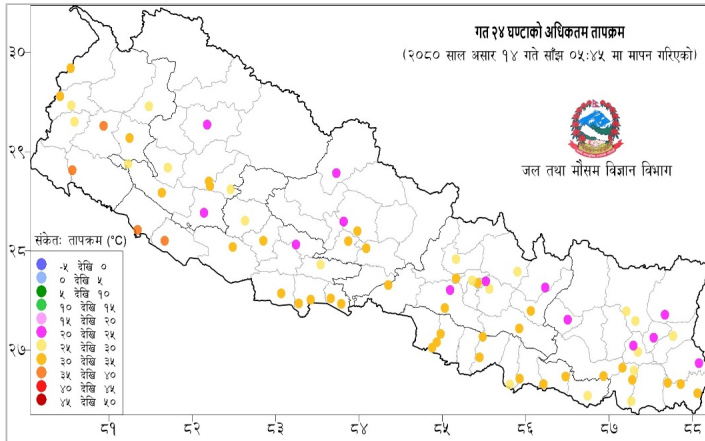 गत २४ घण्टाको अधिकतम तापक्रम
(२०८० साल असार १४ गते साँझ ०५:४५ मा मापन गरिएको)
जल तथा मौसम विज्ञान विभाग
३०
२९
२८
२७
संकेतः तापक्रम (°C)
-५ देखि ०
० देखि ५
५ देखि १०
१० देखि १५
१५ देखि २०
२० देखि २५
२५ देखि ३०
३० देखि ३५
३५ देखि ४०
४० देखि ४५
४५ देखि ५०
८१ ८२ ८३ ८४ ८५ ८६ ८७ ८८